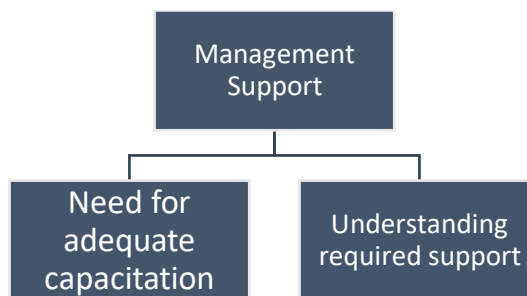 Management
Support
Need for
adequate
capacitation
Understanding
required support